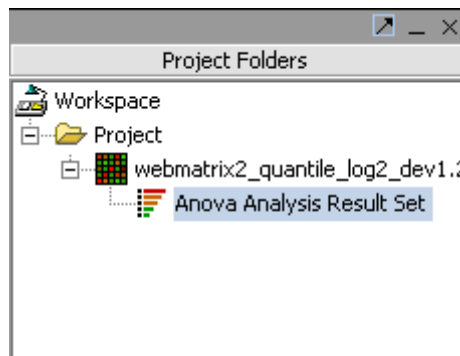 Project Folders
Workspace
Project
webmatrix2_quantile_log2_dev1.2
Anova Analysis Result Set